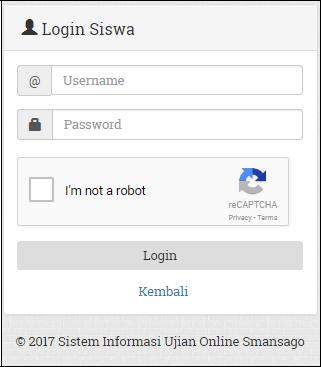 Login Siswa
@ Username
Password
I'm not a robot
reCAPTCHA
Privacy - Terms
Login
Kembali
© 2017 Sistem Informasi Ujian Online Smansago